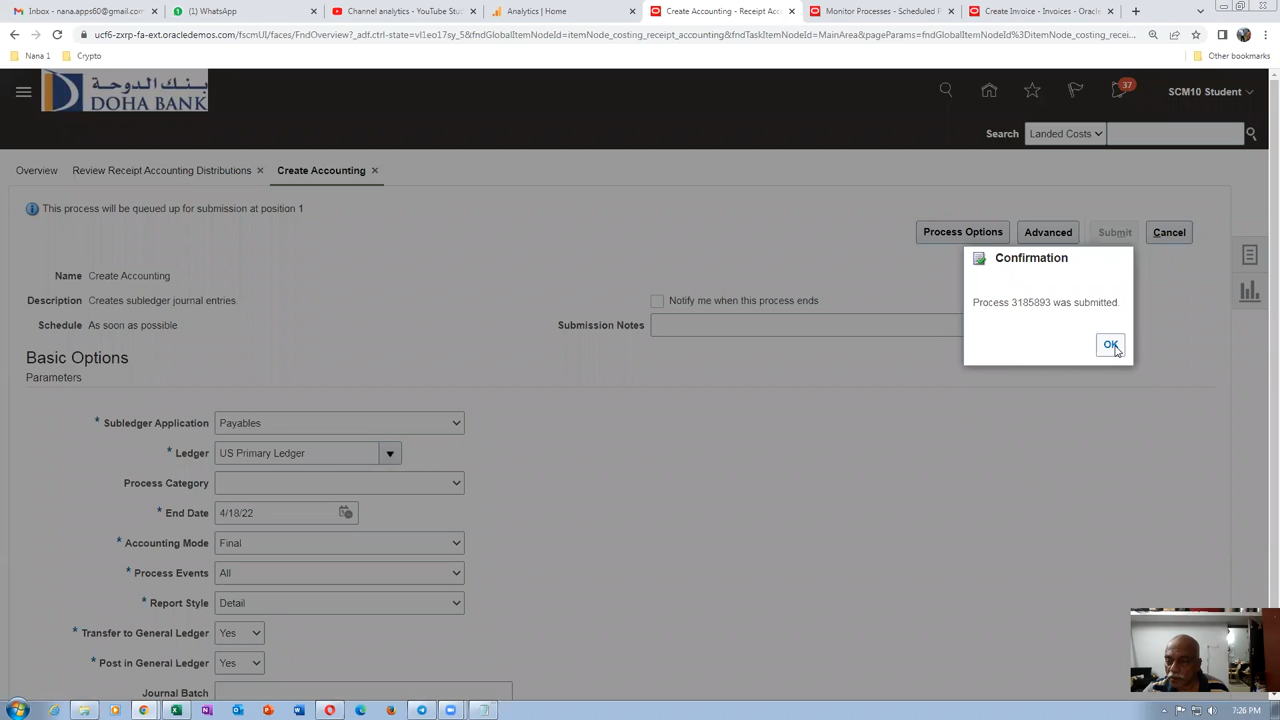 Inbox - nana.apps60@gmail.com
(1) WhatsApp
Channel analytics - YouTube Stu
Analytics | Home
Create Accounting - Receipt Acc
Monitor Processes - Scheduled P
Create Invoice - Invoices - Oracle
ucf6-zxrp-fa-ext.oracledemos.com/fscmUI/faces/FndOverview?_adf.ctrl-state=vl1eo17sy_5&fndGlobalItemNodeId=itemNode_costing_receipt_accounting&fndTaskItemNodeId=MainArea&pageParams=fndGlobalItemNodeId%3DitemNode_costing_recei...
Nana 1
Crypto
Other bookmarks
بنك الدوحة
DOHA BANK
37
SCM10 Student
Search
Landed Costs
Overview
Review Receipt Accounting Distributions
Create Accounting
This process will be queued up for submission at position 1
Process Options
Advanced
Submit
Cancel
Confirmation
Process 3185893 was submitted.
OK
Name Create Accounting
Description Creates subledger journal entries.
Notify me when this process ends
Schedule As soon as possible
Submission Notes
Basic Options
Parameters
* Subledger Application Payables
* Ledger US Primary Ledger
Process Category
* End Date 4/18/22
* Accounting Mode Final
* Process Events All
* Report Style Detail
* Transfer to General Ledger Yes
* Post in General Ledger Yes
Journal Batch
7:26 PM